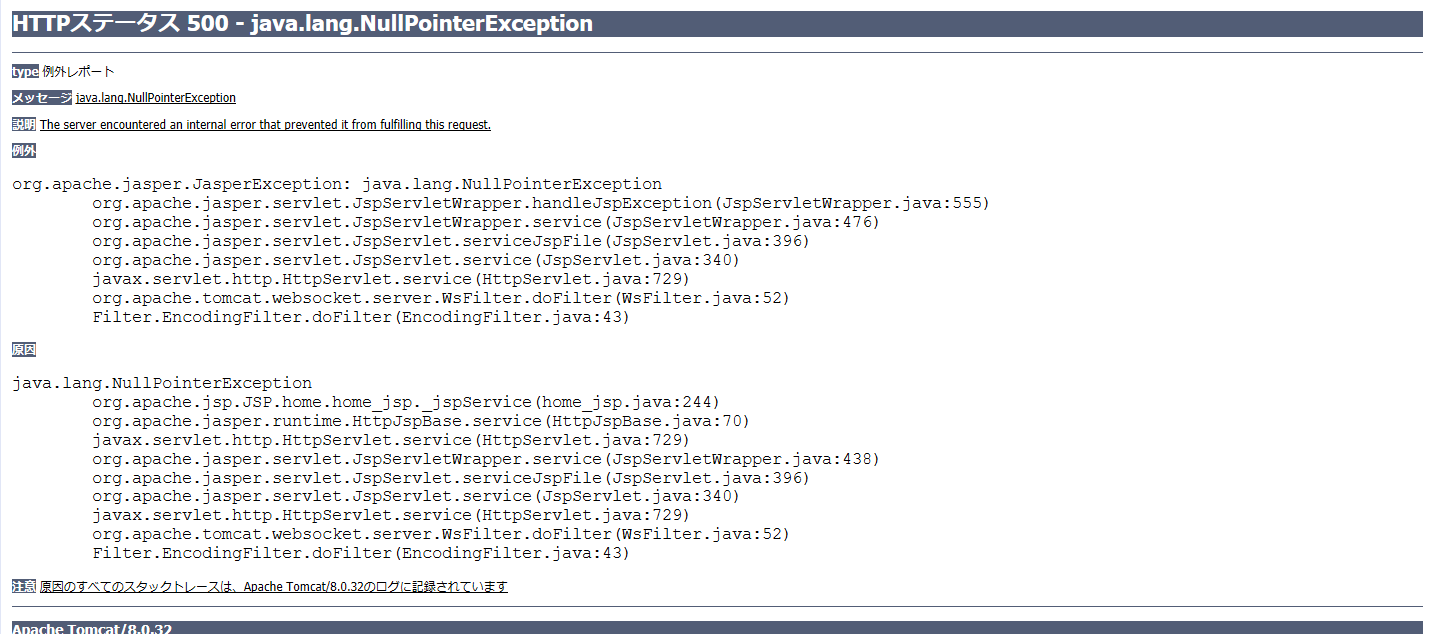 HTTPステータス 500 - java.lang.NullPointerException
type 例外レポート
メッセージ java.lang.NullPointerException
説明 The server encountered an internal error that prevented it from fulfilling this request.
例外
org.apache.jasper.JasperException: java.lang.NullPointerException
org.apache.jasper.servlet.JspServletWrapper.handleJspException(JspServletWrapper.java:555)
org.apache.jasper.servlet.JspServletWrapper.service(JspServletWrapper.java:476)
org.apache.jasper.servlet.JspServlet.serviceJspFile(JspServlet.java:396)
org.apache.jasper.servlet.JspServlet.service(JspServlet.java:340)
javax.servlet.http.HttpServlet.service(HttpServlet.java:729)
org.apache.tomcat.websocket.server.WsFilter.doFilter(WsFilter.java:52)
Filter.EncodingFilter.doFilter(EncodingFilter.java:43)
原因
java.lang.NullPointerException
org.apache.jsp.JSP.home.home_jsp._jspService(home_jsp.java:244)
org.apache.jasper.runtime.HttpJspBase.service(HttpJspBase.java:70)
javax.servlet.http.HttpServlet.service(HttpServlet.java:729)
org.apache.jasper.servlet.JspServletWrapper.service(JspServletWrapper.java:438)
org.apache.jasper.servlet.JspServlet.serviceJspFile(JspServlet.java:396)
org.apache.jasper.servlet.JspServlet.service(JspServlet.java:340)
javax.servlet.http.HttpServlet.service(HttpServlet.java:729)
org.apache.tomcat.websocket.server.WsFilter.doFilter(WsFilter.java:52)
Filter.EncodingFilter.doFilter(EncodingFilter.java:43)
注意 原因のすべてのスタックトレースは、Apache Tomcat/8.0.32のログに記録されています
Apache Tomcat/8.0.32